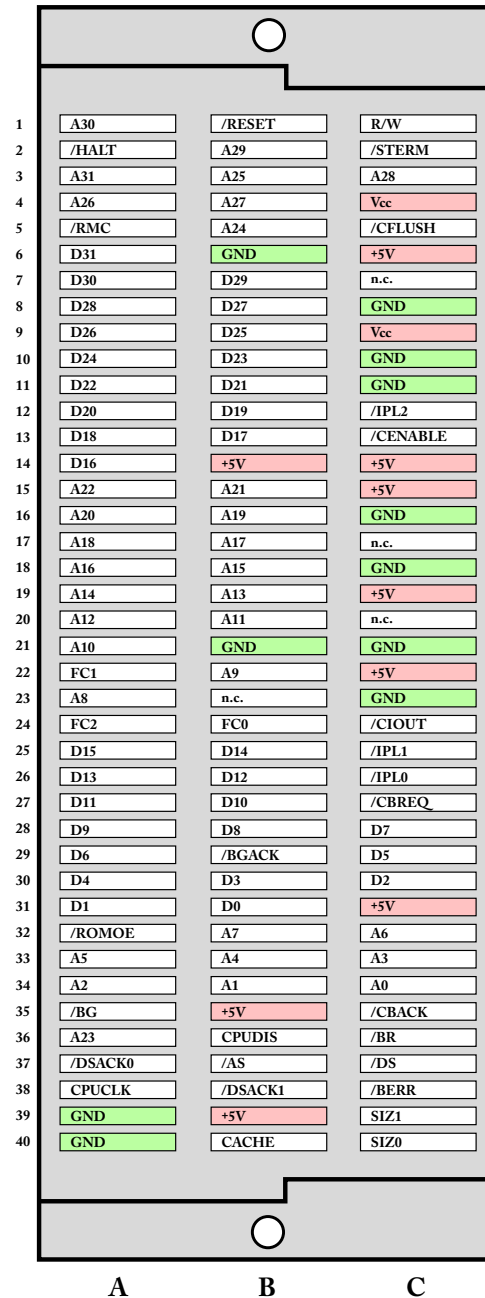 1 A30 /RESET R/W
2 /HALT A29 /STERM
3 A31 A25 A28
4 A26 A27 Vcc
5 /RMC A24 /CFLUSH
6 D31 GND +5V
7 D30 D29 n.c.
8 D28 D27 GND
9 D26 D25 Vcc
10 D24 D23 GND
11 D22 D21 GND
12 D20 D19 /IPL2
13 D18 D17 /CENABLE
14 D16 +5V +5V
15 A22 A21 +5V
16 A20 A19 GND
17 A18 A17 n.c.
18 A16 A15 GND
19 A14 A13 +5V
20 A12 A11 n.c.
21 A10 GND GND
22 FC1 A9 +5V
23 A8 n.c. GND
24 FC2 FC0 /CIOUT
25 D15 D14 /IPL1
26 D13 D12 /IPL0
27 D11 D10 /CBREQ
28 D9 D8 D7
29 D6 /BGACK D5
30 D4 D3 D2
31 D1 D0 +5V
32 /ROMOE A7 A6
33 A5 A4 A3
34 A2 A1 A0
35 /BG +5V /CBACK
36 A23 CPUDIS /BR
37 /DSACK0 /AS /DS
38 CPUCLK /DSACK1 /BERR
39 GND +5V SIZ1
40 GND CACHE SIZ0
A B C